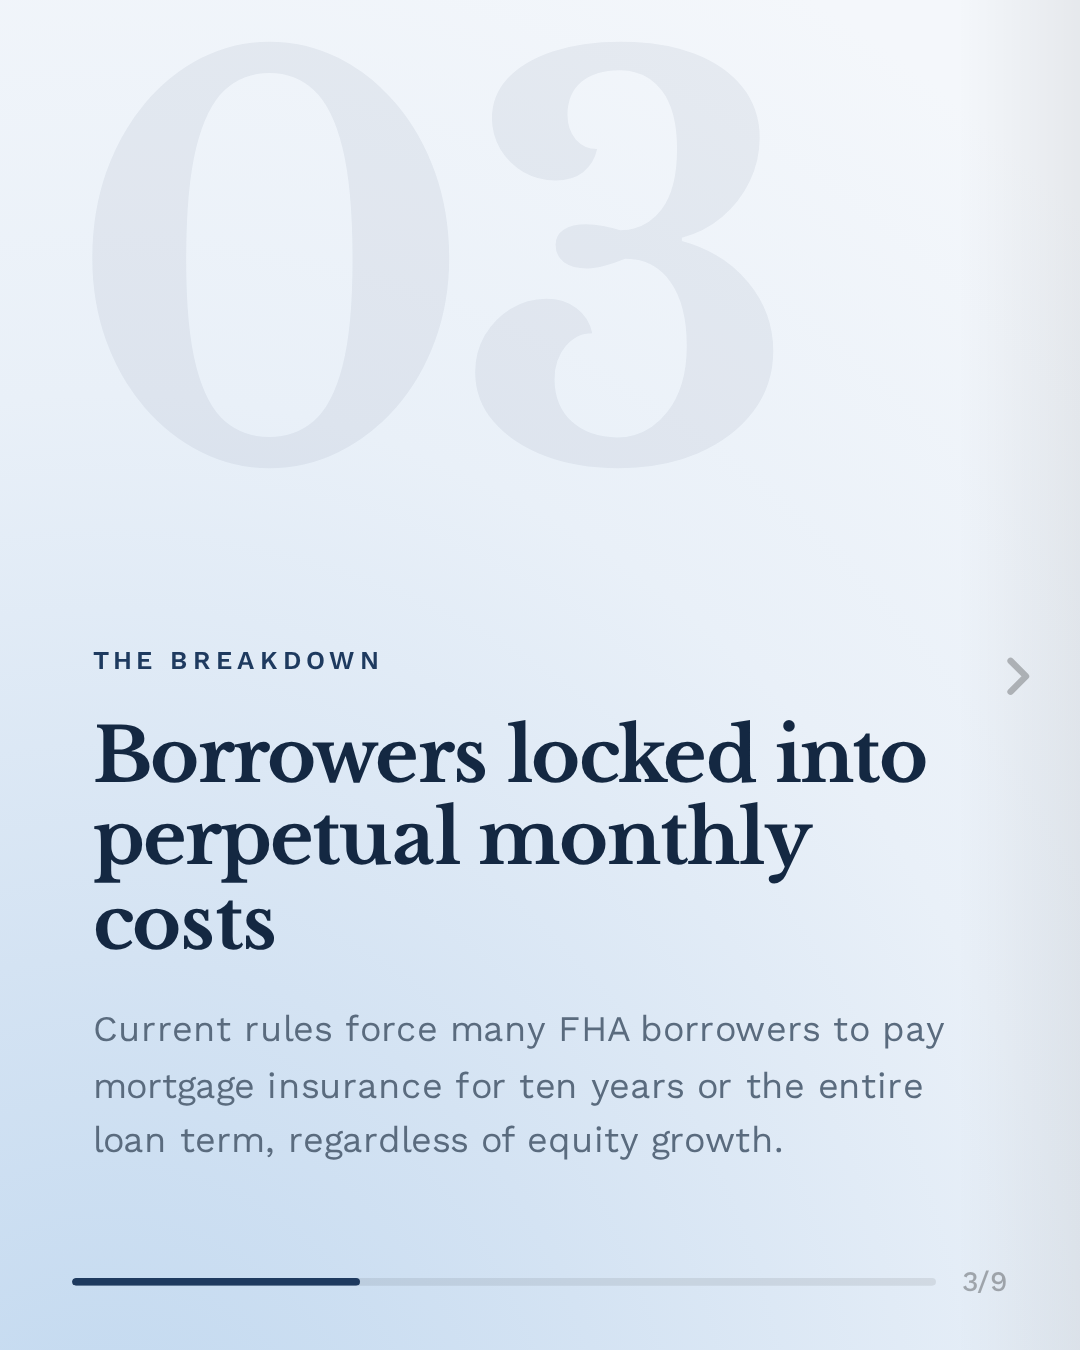 03
THE BREAKDOWN
Borrowers locked into
perpetual monthly
costs
Current rules force many FHA borrowers to pay
mortgage insurance for ten years or the entire
loan term, regardless of equity growth.
3/9